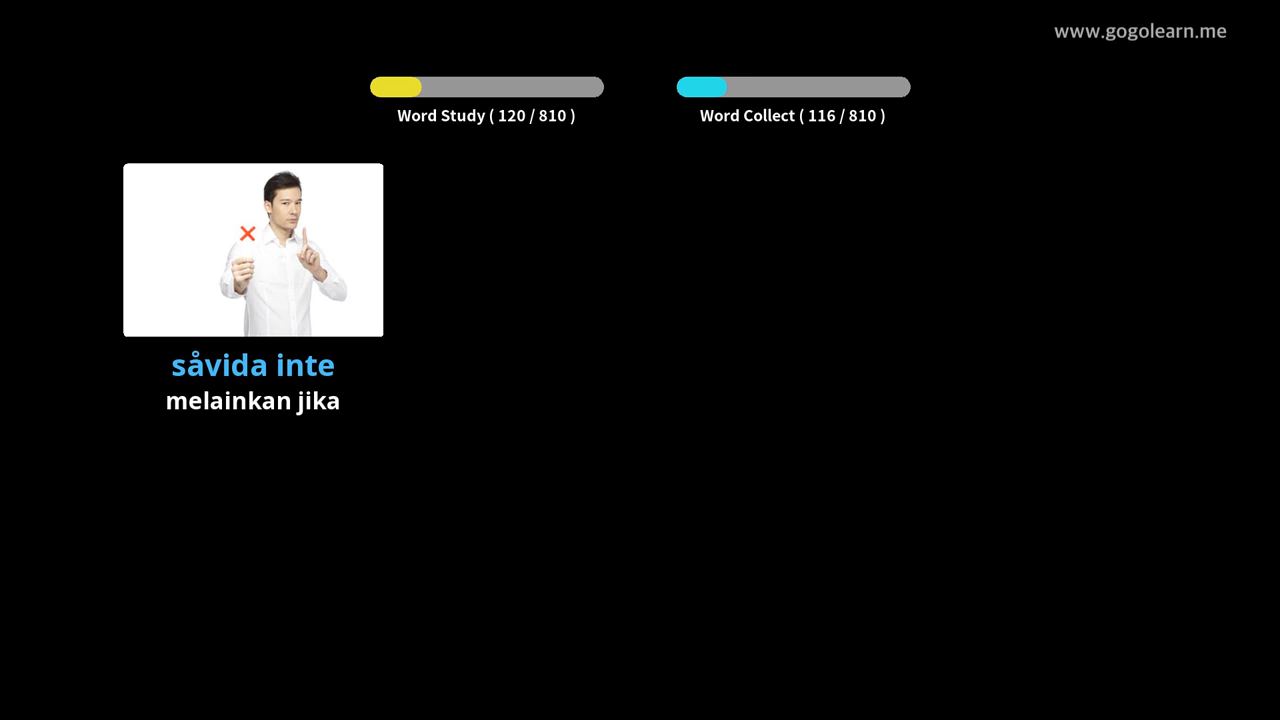 www.gogolearn.me
Word Study ( 120 / 810 )
Word Collect ( 116 / 810 )
såvida inte
melainkan jika